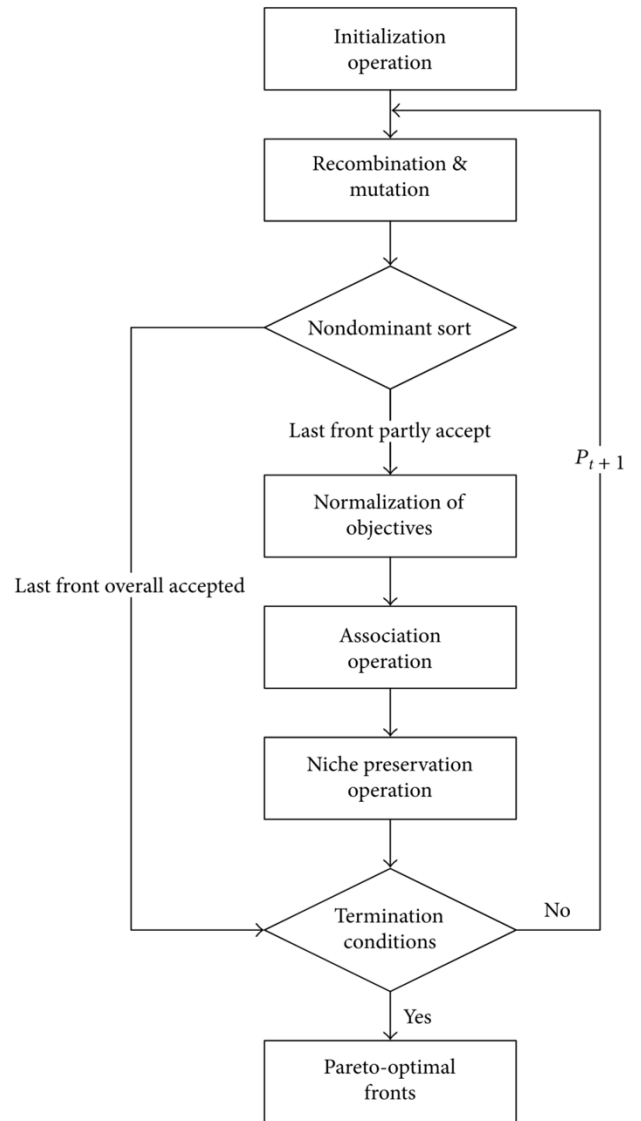 Initialization
operation
Recombination &
mutation
Nondominant sort
Last front partly accept
P_{t+1}
Normalization of
objectives
Last front overall accepted
Association
operation
Niche preservation
operation
Termination
conditions
No
Yes
Pareto-optimal
fronts